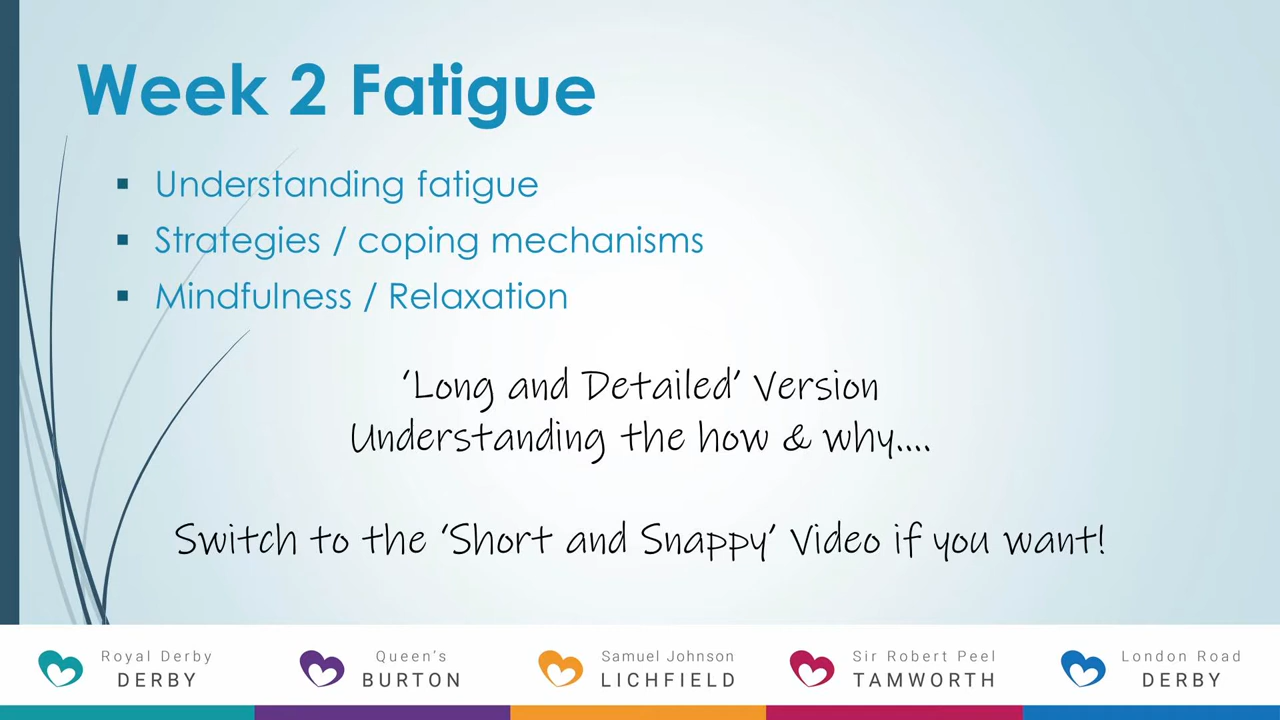 Week 2 Fatigue
▪ Understanding fatigue
▪ Strategies / coping mechanisms
▪ Mindfulness / Relaxation
‘Long and Detailed’ Version
Understanding the how & why....
Switch to the ‘Short and Snappy’ Video if you want!
Royal Derby
DERBY
Queen's
BURTON
Samuel Johnson
LICHFIELD
Sir Robert Peel
TAMWORTH
London Road
DERBY